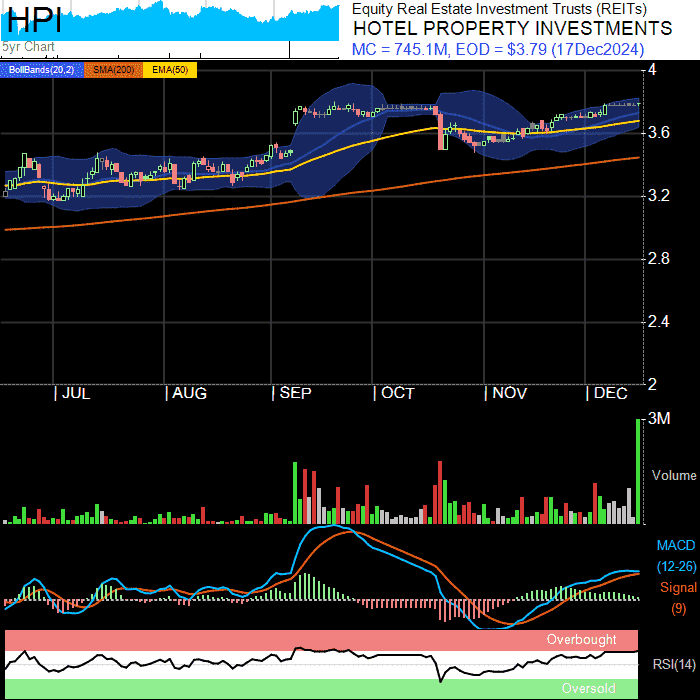 HPI
5yr Chart
Equity Real Estate Investment Trusts (REITs)
HOTEL PROPERTY INVESTMENTS
MC = 745.1M, EOD = $3.79 (17Dec2024)
BollBands(20,2) SMA(200) EMA(50)
4
3.6
3.2
2.8
2.4
2
JUL AUG SEP OCT NOV DEC
3M
Volume
MACD
(12-26)
Signal
(9)
Overbought
RSI(14)
Oversold